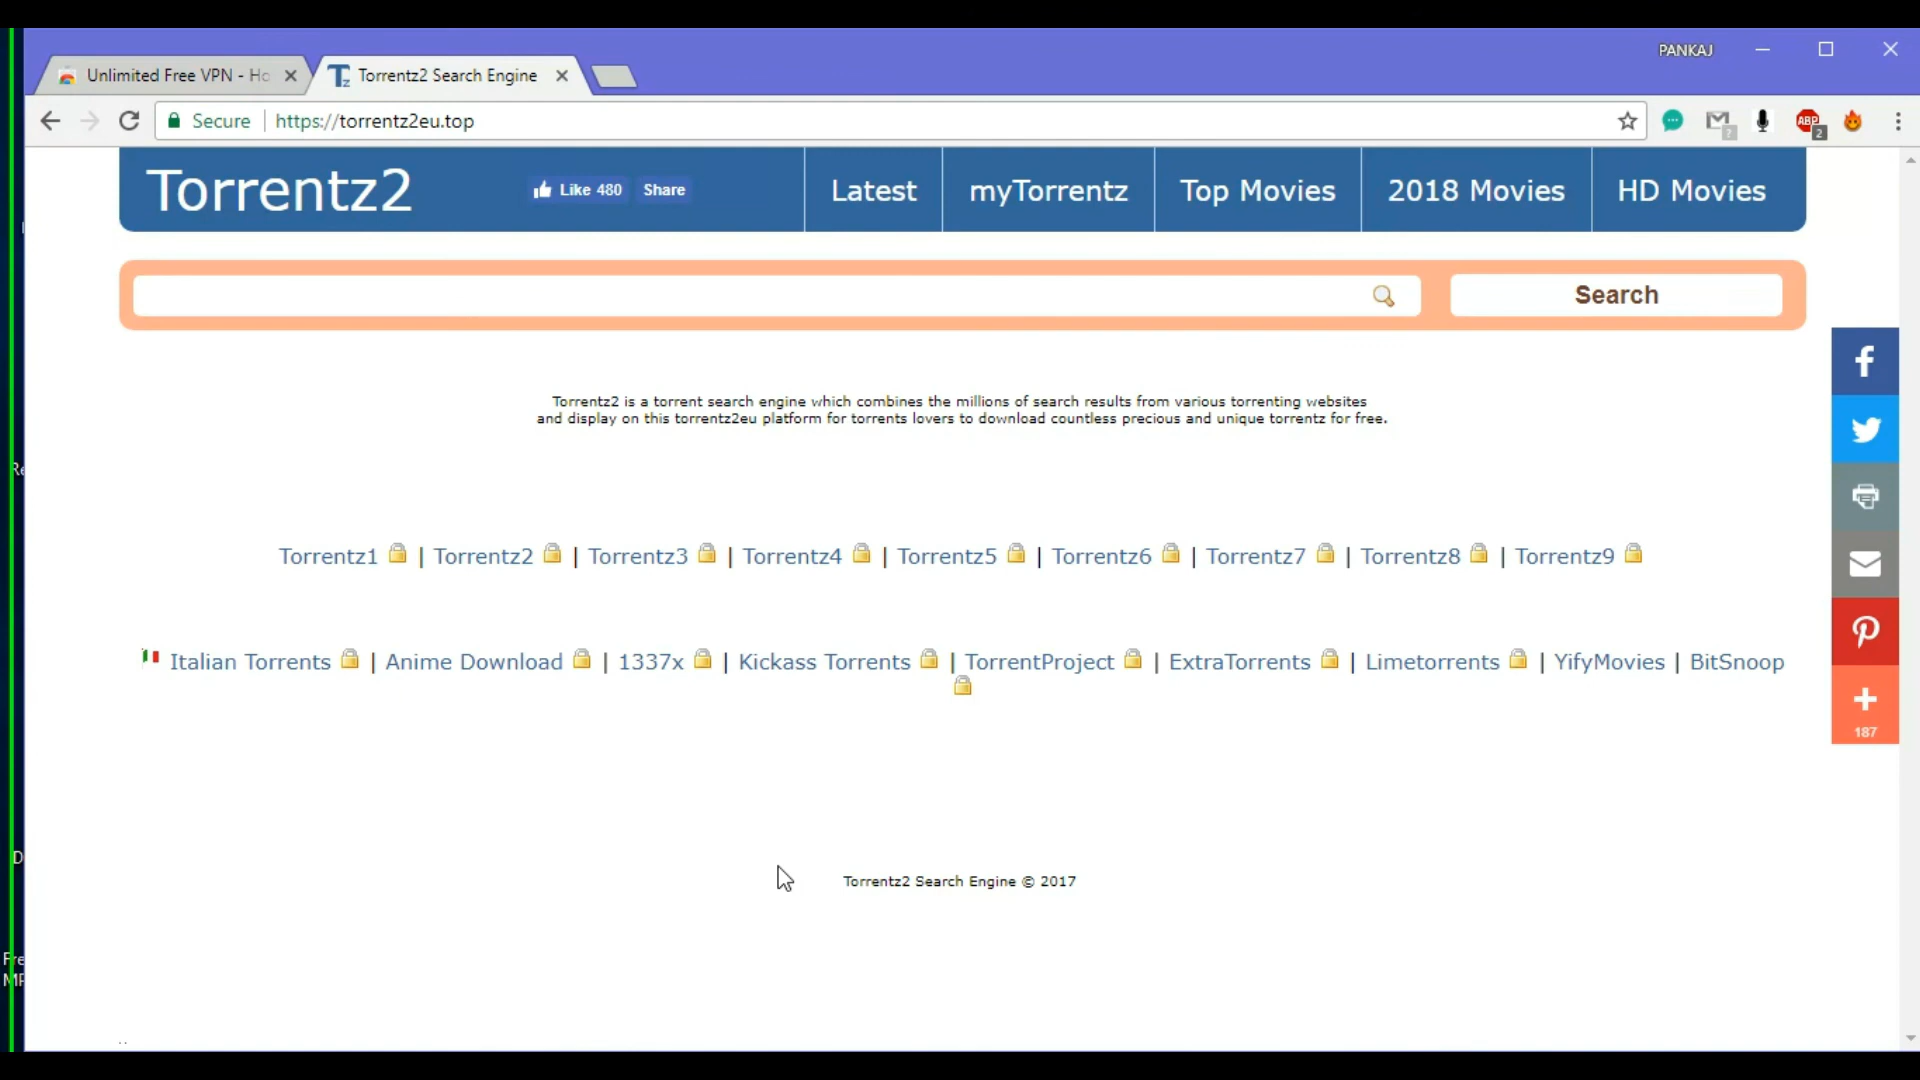 PANKAJ
Unlimited Free VPN - Ho
Torrentz2 Search Engine
Secure
https://torrentz2eu.top
ABP
2
?
Torrentz2
Like 480
Share
Latest
myTorrentz
Top Movies
2018 Movies
HD Movies
Search
Torrentz2 is a torrent search engine which combines the millions of search results from various torrenting websites
and display on this torrentz2eu platform for torrents lovers to download countless precious and unique torrentz for free.
Torrentz1 | Torrentz2 | Torrentz3 | Torrentz4 | Torrentz5 | Torrentz6 | Torrentz7 | Torrentz8 | Torrentz9
Italian Torrents | Anime Download | 1337x | Kickass Torrents | TorrentProject | ExtraTorrents | Limetorrents | YifyMovies | BitSnoop
187
Torrentz2 Search Engine © 2017